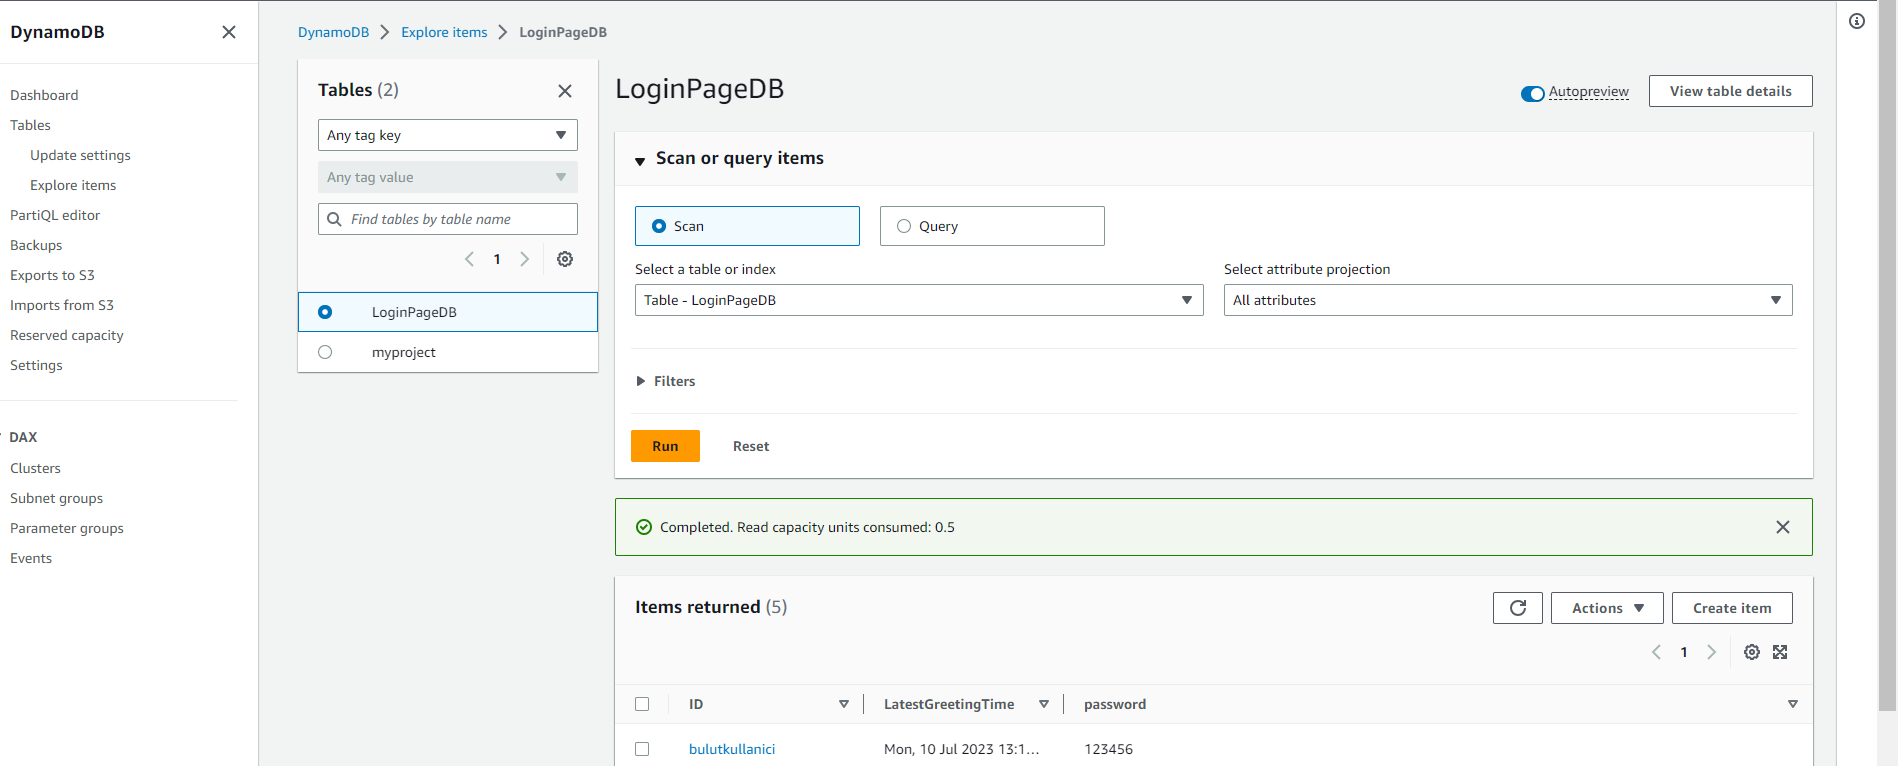 DynamoDB
Dashboard
Tables
Update settings
Explore items
PartiQL editor
Backups
Exports to S3
Imports from S3
Reserved capacity
Settings
DAX
Clusters
Subnet groups
Parameter groups
Events
DynamoDB
Explore items
LoginPageDB
Tables (2)
Any tag key
Any tag value
Find tables by table name
1
LoginPageDB
myproject
LoginPageDB
Autopreview
View table details
Scan or query items
Scan
Query
Select a table or index
Select attribute projection
Table - LoginPageDB
All attributes
Filters
Run
Reset
Completed. Read capacity units consumed: 0.5
Items returned (5)
Actions
Create item
1
ID
LatestGreetingTime
password
bulutkullanici
Mon, 10 Jul 2023 13:1...
123456